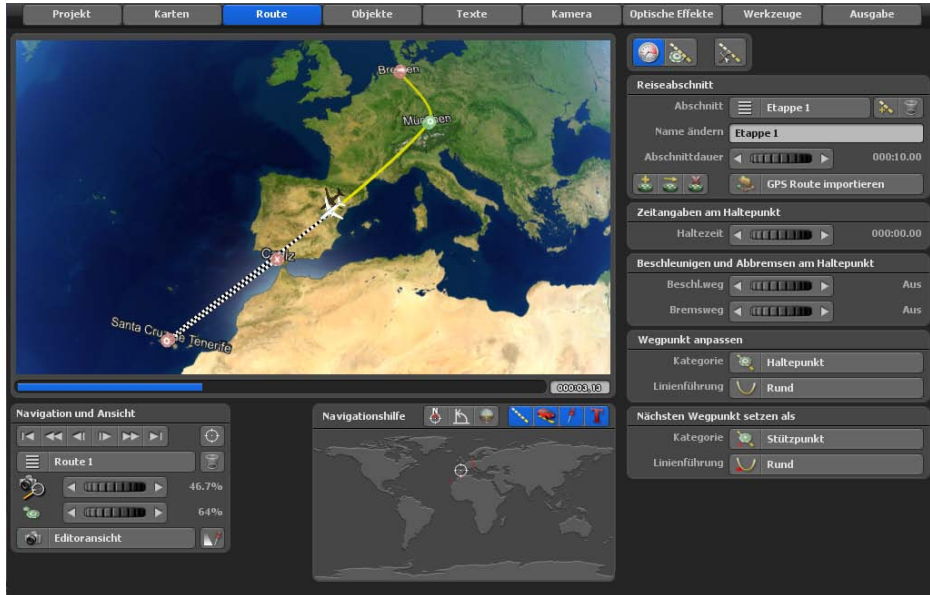 Projekt
Karten
Route
Objekte
Texte
Kamera
Optische Effekte
Werkzeuge
Ausgabe
Bremen
München
Cadiz
Santa Cruz de Tenerife
000:03.13
Reiseabschnitt
Abschnitt Etappe 1
Name ändern Etappe 1
Abschnittdauer 000:10.00
GPS Route importieren
Zeitangaben am Haltepunkt
Haltezeit 000:00.00
Beschleunigen und Abbremsen am Haltepunkt
Beschl.weg Aus
Bremsweg Aus
Wegpunkt anpassen
Kategorie Haltepunkt
Linienführung Rund
Nächsten Wegpunkt setzen als
Kategorie Stützpunkt
Linienführung Rund
Navigation und Ansicht
Route 1
46.7%
64%
Editoransicht
Navigationshilfe